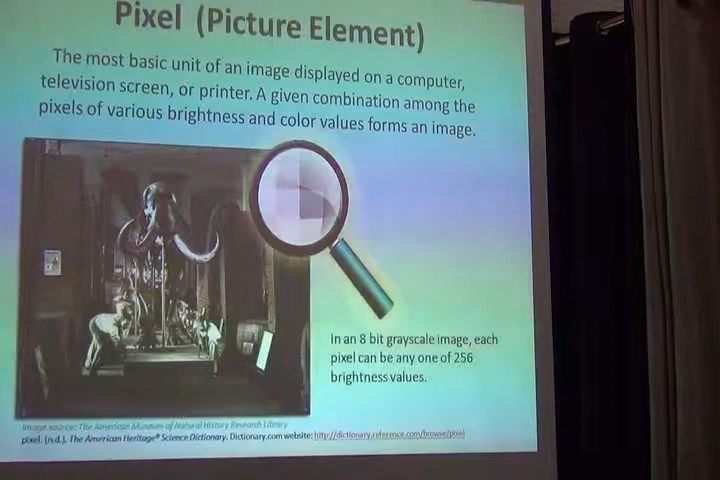 Pixel (Picture Element)
The most basic unit of an image displayed on a computer,
television screen, or printer. A given combination among the
pixels of various brightness and color values forms an image.
In an 8 bit grayscale image, each
pixel can be any one of 256
brightness values.
Image source: The American Museum of Natural History Research Library
pixel. (n.d.). The American Heritage® Science Dictionary. Dictionary.com website: http://dictionary.reference.com/browse/pixel